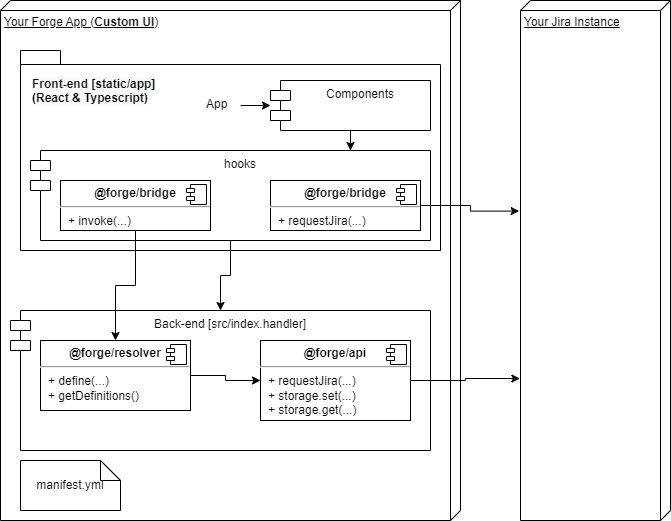 Your Forge App (Custom UI)
Your Jira Instance
Front-end [static/app]
(React & Typescript)
App
Components
hooks
@forge/bridge
+ invoke(...)
@forge/bridge
+ requestJira(...)
Back-end [src/index.handler]
@forge/resolver
+ define(...)
+ getDefinitions()
@forge/api
+ requestJira(...)
+ storage.set(...)
+ storage.get(...)
manifest.yml